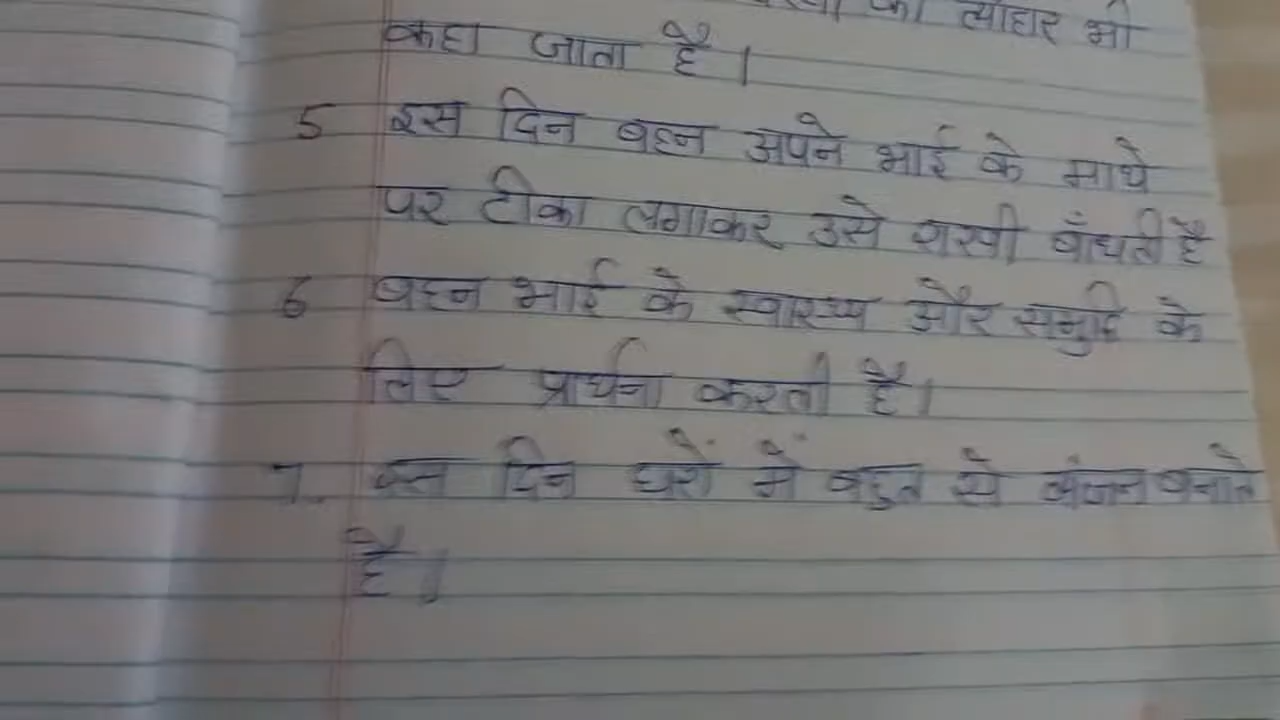 का त्योहार भी
कहा जाता है।
5 इस दिन बहन अपने भाई के माथे
पर टीका लगाकर उसे राखी बाँधती है
6 बहन भाई के स्वास्थ्य और समृद्धि के
लिए प्रार्थना करती है।
7. इस दिन घरों में बहुत से व्यंजन बनाते
है।